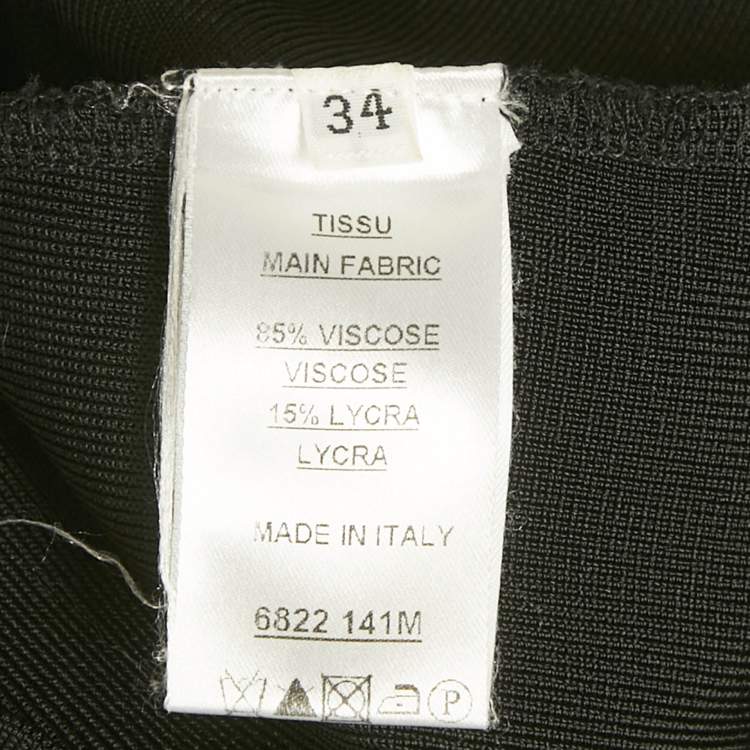 34
TISSU
MAIN FABRIC
85% VISCOSE
VISCOSE
15% LYCRA
LYCRA
MADE IN ITALY
6822 141M
P